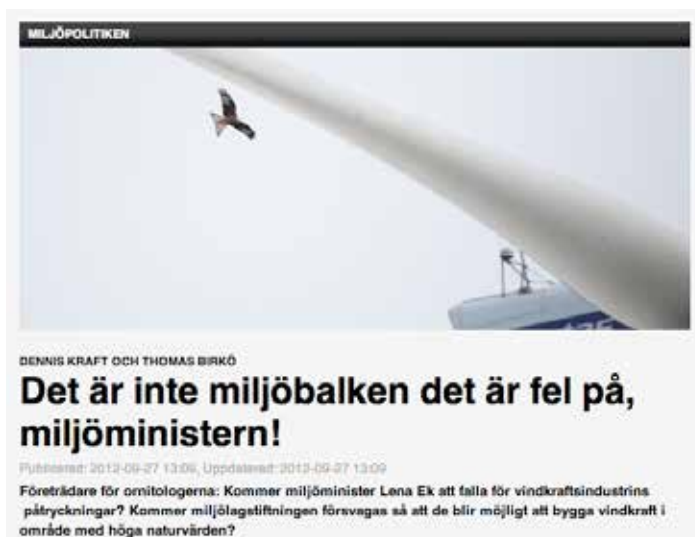 MILJÖPOLITIKEN
DENNIS KRAFT OCH THOMAS BIRKÖ
Det är inte miljöbalken det är fel på,
miljöministern!
Publicerad: 2012-09-27 13:09, Uppdaterad: 2012-09-27 13:09
Företrädare för ornitologerna: Kommer miljöminister Lena Ek att falla för vindkraftsindustrins
påtryckningar? Kommer miljölagstiftningen försvagas så att de blir möjligt att bygga vindkraft i
område med höga naturvärden?